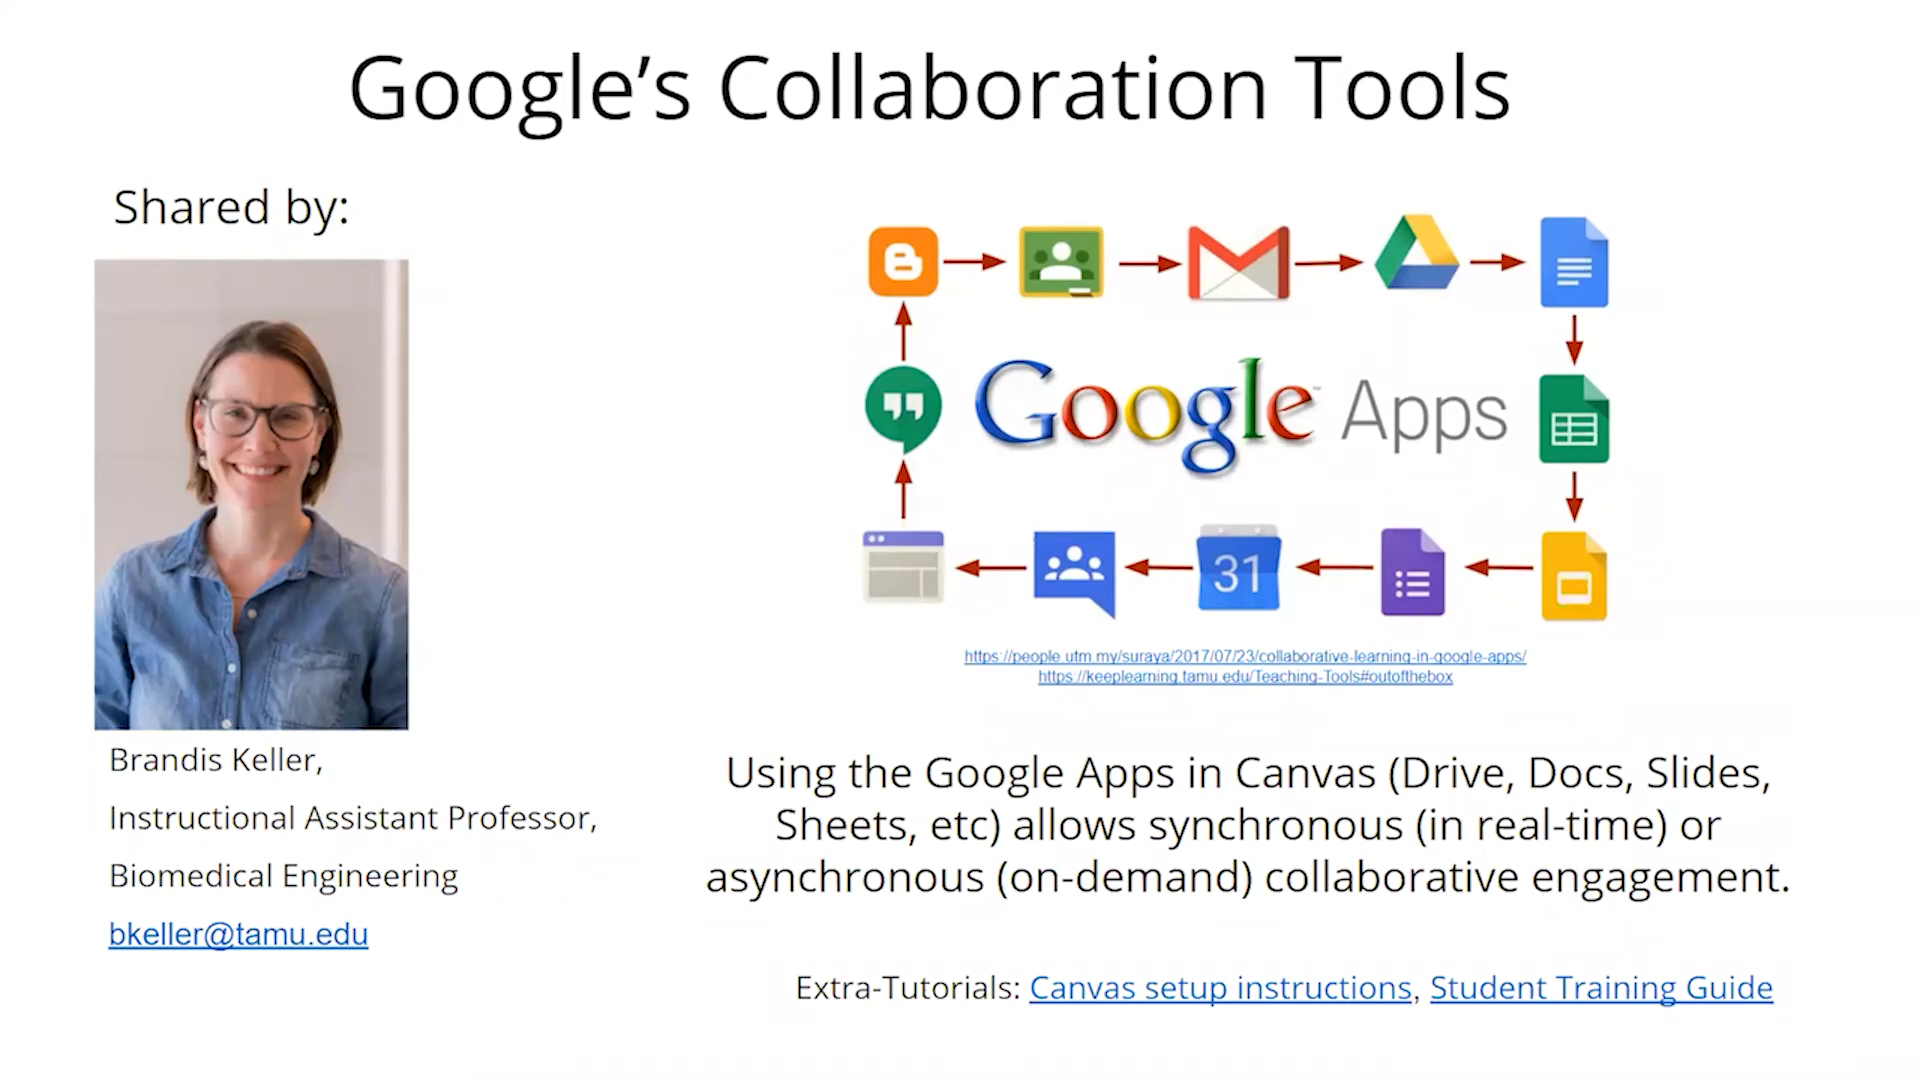 Google’s Collaboration Tools
Shared by:
Google Apps
31
https://people.utm.my/suraya/2017/07/23/collaborative-learning-in-google-apps/
https://keeplearning.tamu.edu/Teaching-Tools#outofthebox
Brandis Keller,
Instructional Assistant Professor,
Biomedical Engineering
bkeller@tamu.edu
Using the Google Apps in Canvas (Drive, Docs, Slides,
Sheets, etc) allows synchronous (in real-time) or
asynchronous (on-demand) collaborative engagement.
Extra-Tutorials: Canvas setup instructions, Student Training Guide